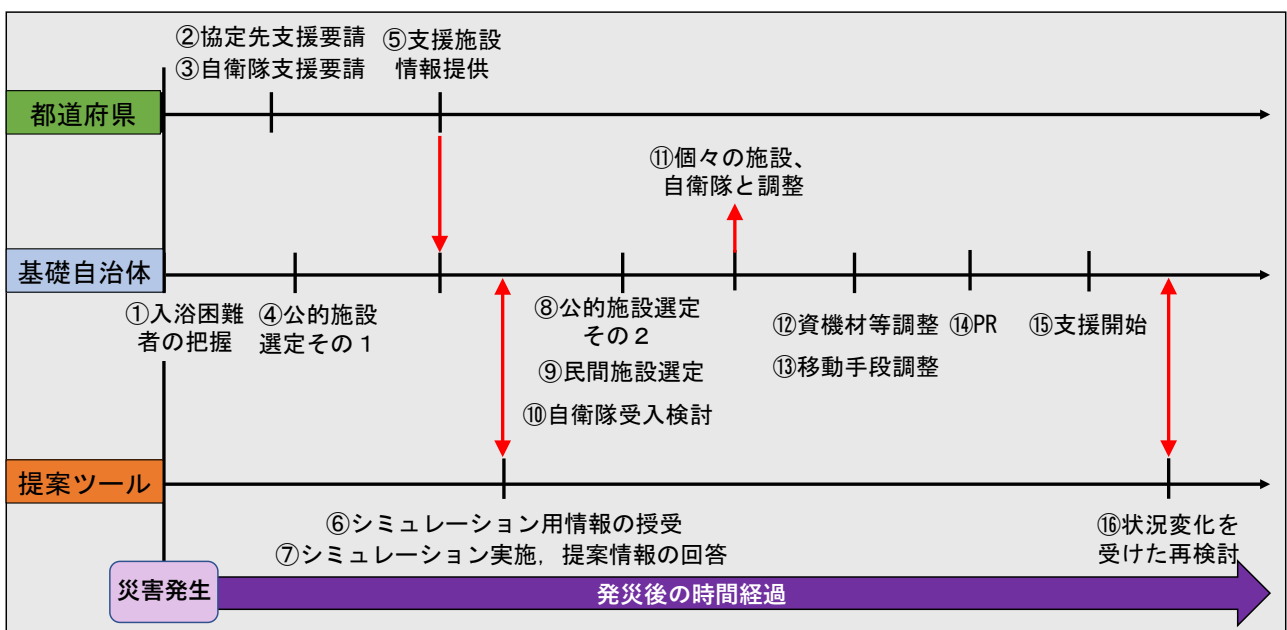 ②協定先支援要請
③自衛隊支援要請
⑤支援施設
情報提供
都道府県
⑪個々の施設、
自衛隊と調整
基礎自治体
①入浴困難
者の把握
④公的施設
選定その１
⑧公的施設選定
その２
⑨民間施設選定
⑩自衛隊受入検討
⑫資機材等調整
⑬移動手段調整
⑭PR
⑮支援開始
提案ツール
⑥シミュレーション用情報の授受
⑦シミュレーション実施，提案情報の回答
⑯状況変化を
受けた再検討
災害発生
発災後の時間経過